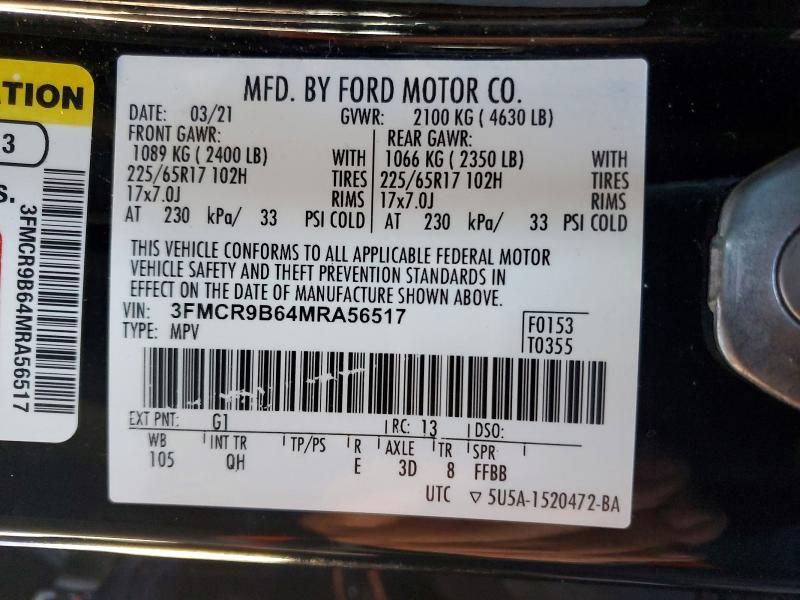 ATION
3
S.
3FMCR9B64MRA56517
MFD. BY FORD MOTOR CO.
DATE: 03/21 GVWR: 2100 KG ( 4630 LB)
FRONT GAWR: REAR GAWR:
1089 KG ( 2400 LB) WITH 1066 KG ( 2350 LB) WITH
225/65R17 102H TIRES 225/65R17 102H TIRES
17x7.0J RIMS 17x7.0J RIMS
AT 230 kPa/ 33 PSI COLD AT 230 kPa/ 33 PSI COLD
THIS VEHICLE CONFORMS TO ALL APPLICABLE FEDERAL MOTOR
VEHICLE SAFETY AND THEFT PREVENTION STANDARDS IN
EFFECT ON THE DATE OF MANUFACTURE SHOWN ABOVE.
VIN: 3FMCR9B64MRA56517
TYPE: MPV
F0153
T0355
EXT PNT: G1 RC: 13 DSO:
WB INT TR TP/PS R AXLE TR SPR
105 QH E 3D 8 FFBB
UTC ▽ 5U5A-1520472-BA